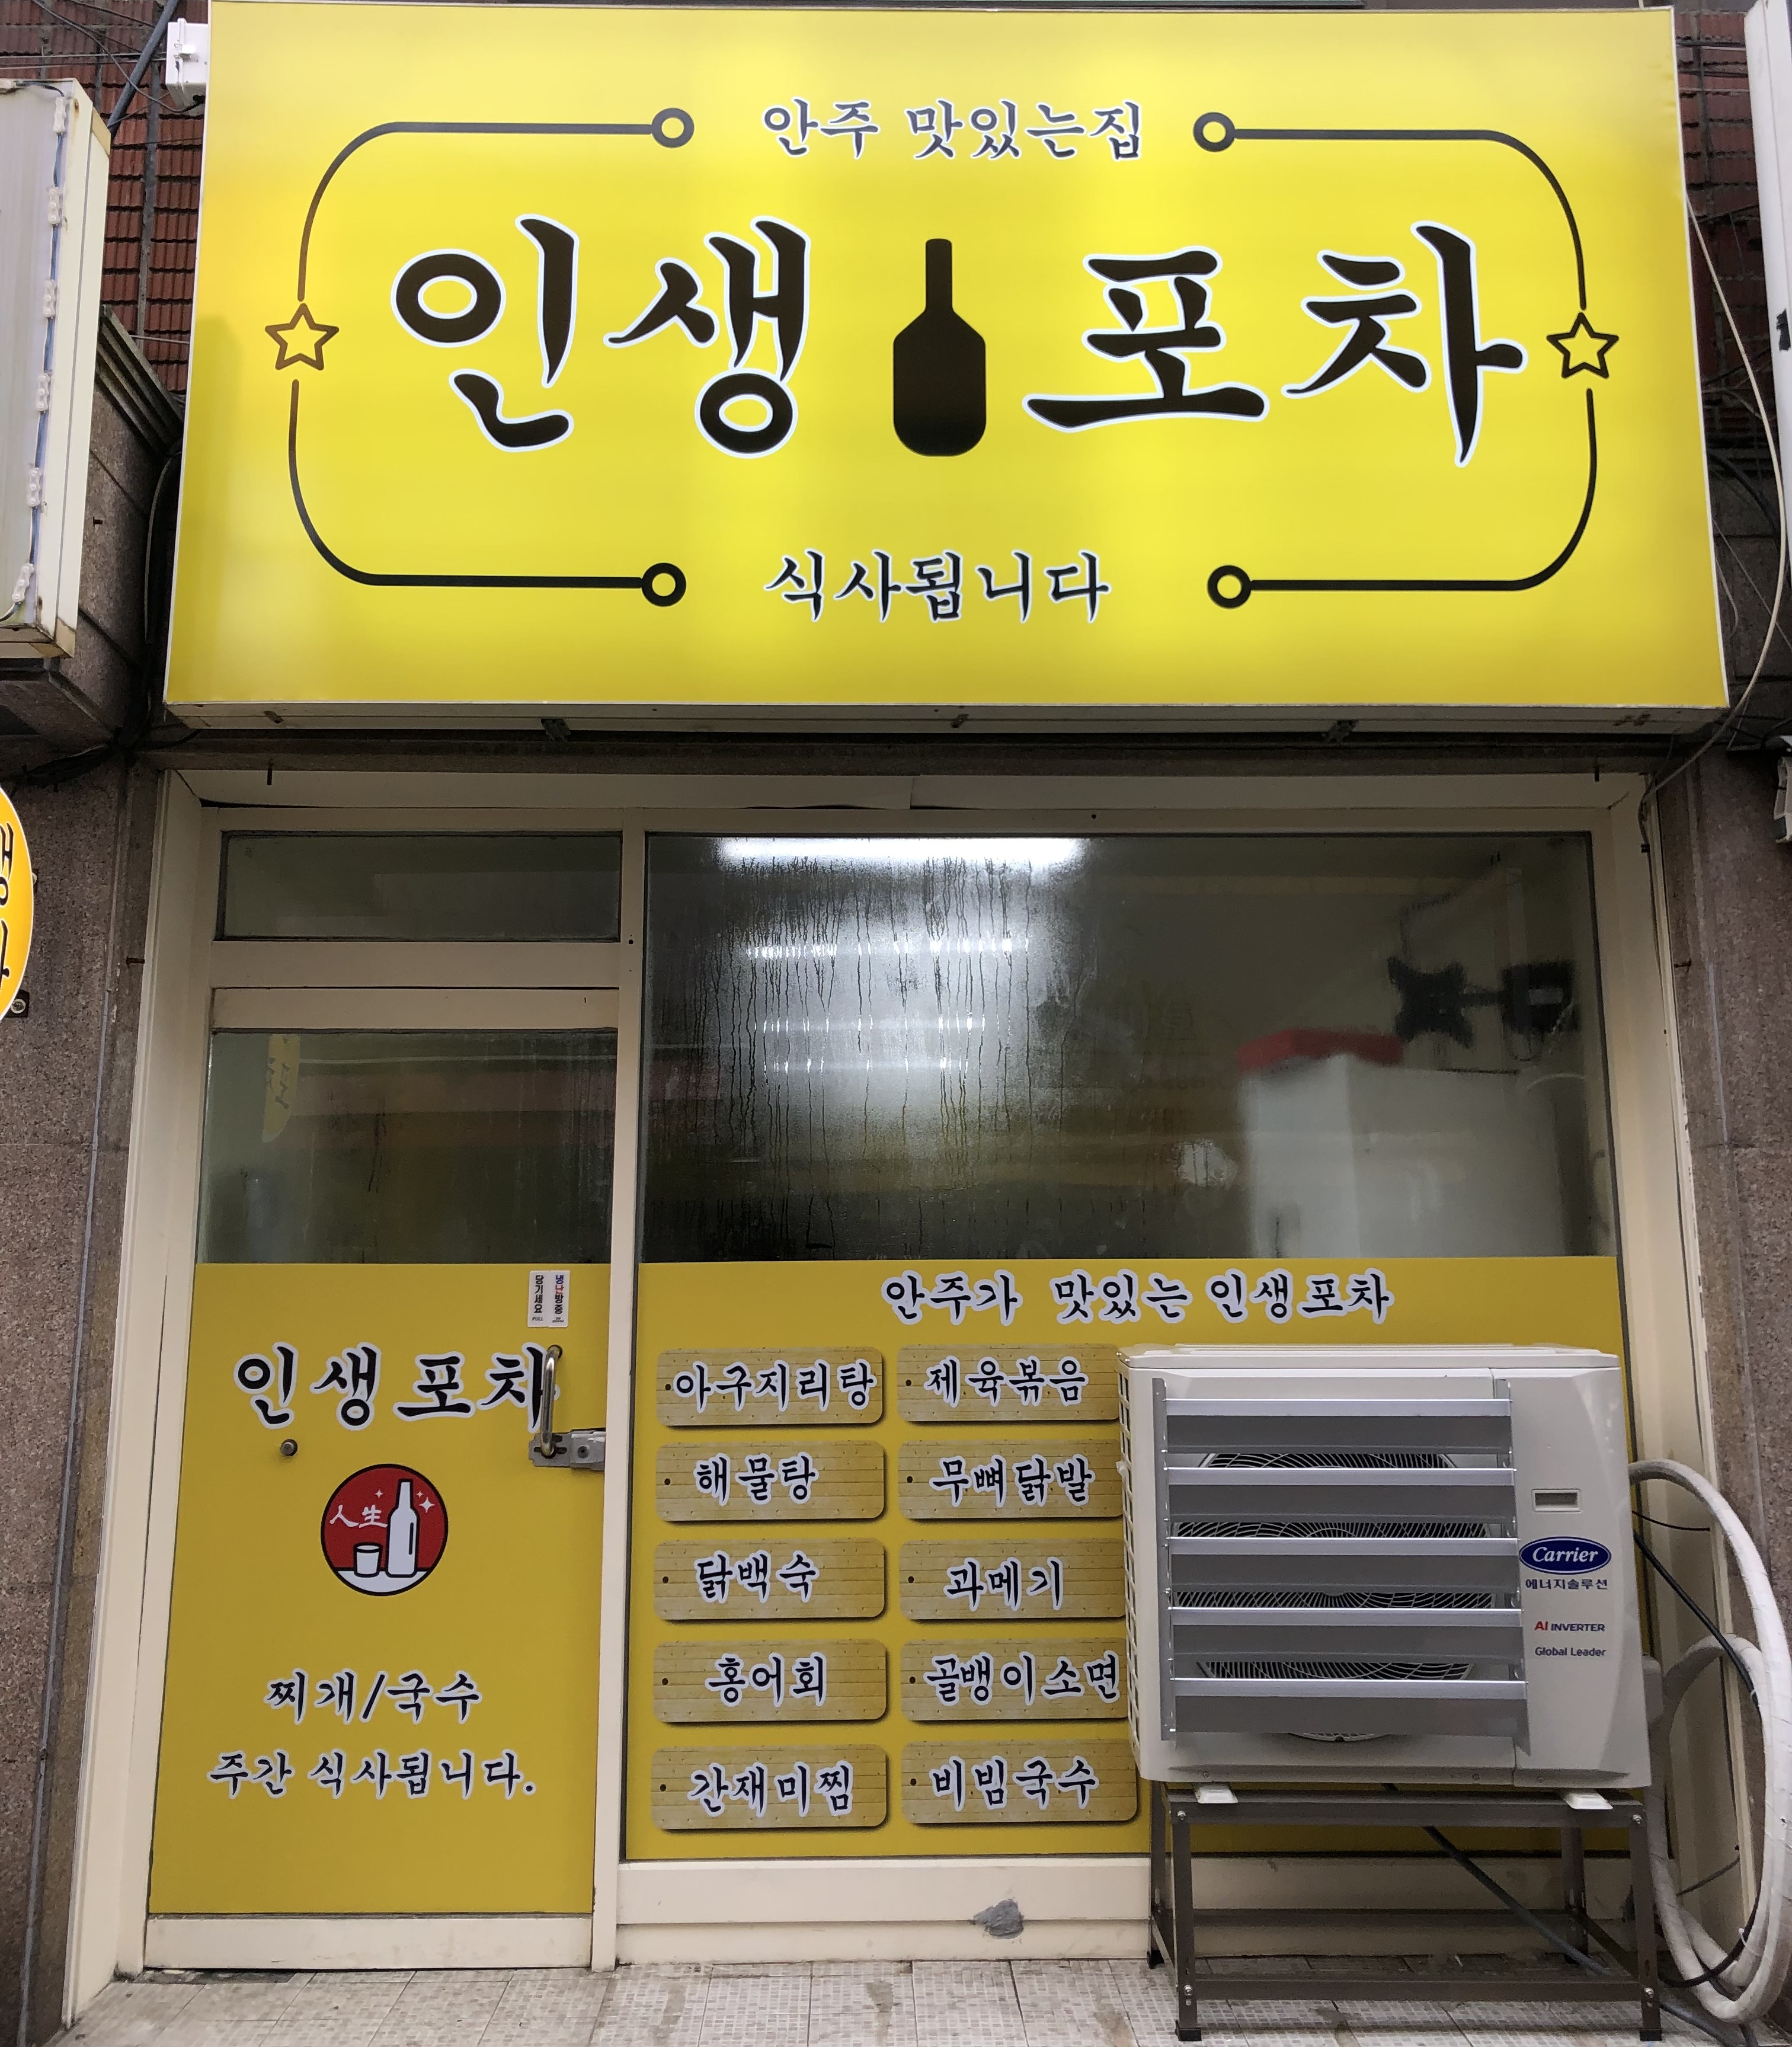 안주 맛있는집
인생 포차
식사됩니다
당기세요
PULL
냉난방중
인생포차
人生
찌개/국수
주간 식사됩니다.
안주가 맛있는 인생포차
아구지리탕
제육볶음
해물탕
무뼈닭발
닭백숙
과메기
홍어회
골뱅이소면
간재미찜
비빔국수
Carrier
에너지솔루션
AI INVERTER
Global Leader